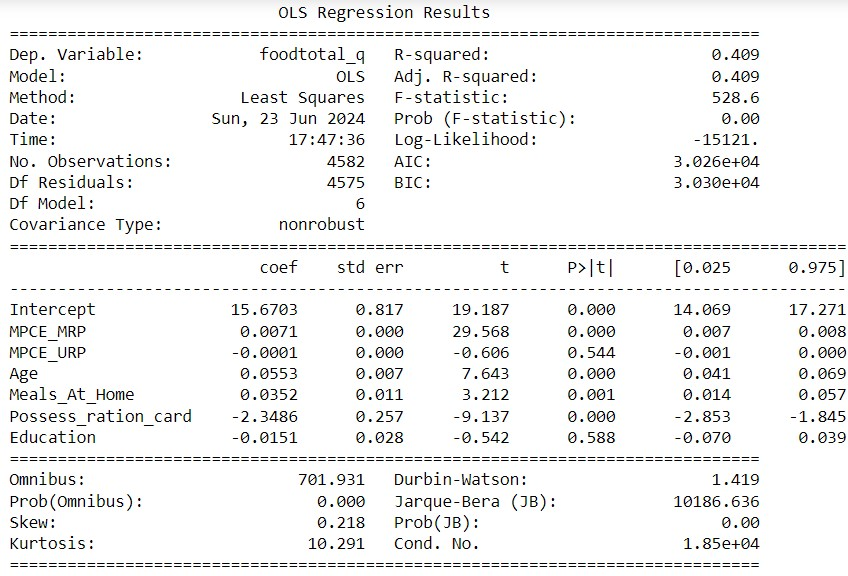 OLS Regression Results
==============================================================================
Dep. Variable:             foodtotal_q   R-squared:                       0.409
Model:                             OLS   Adj. R-squared:                  0.409
Method:                  Least Squares   F-statistic:                     528.6
Date:                 Sun, 23 Jun 2024   Prob (F-statistic):               0.00
Time:                         17:47:36   Log-Likelihood:                -15121.
No. Observations:                 4582   AIC:                         3.026e+04
Df Residuals:                     4575   BIC:                         3.030e+04
Df Model:                            6
Covariance Type:             nonrobust
========================================================================================
                           coef    std err          t      P>|t|      [0.025      0.975]
----------------------------------------------------------------------------------------
Intercept               15.6703      0.817     19.187      0.000      14.069      17.271
MPCE_MRP                 0.0071      0.000     29.568      0.000       0.007       0.008
MPCE_URP                -0.0001      0.000     -0.606      0.544      -0.001       0.000
Age                      0.0553      0.007      7.643      0.000       0.041       0.069
Meals_At_Home            0.0352      0.011      3.212      0.001       0.014       0.057
Possess_ration_card     -2.3486      0.257     -9.137      0.000      -2.853      -1.845
Education               -0.0151      0.028     -0.542      0.588      -0.070       0.039
==============================================================================
Omnibus:                       701.931   Durbin-Watson:                   1.419
Prob(Omnibus):                   0.000   Jarque-Bera (JB):            10186.636
Skew:                            0.218   Prob(JB):                         0.00
Kurtosis:                       10.291   Cond. No.                     1.85e+04
==============================================================================